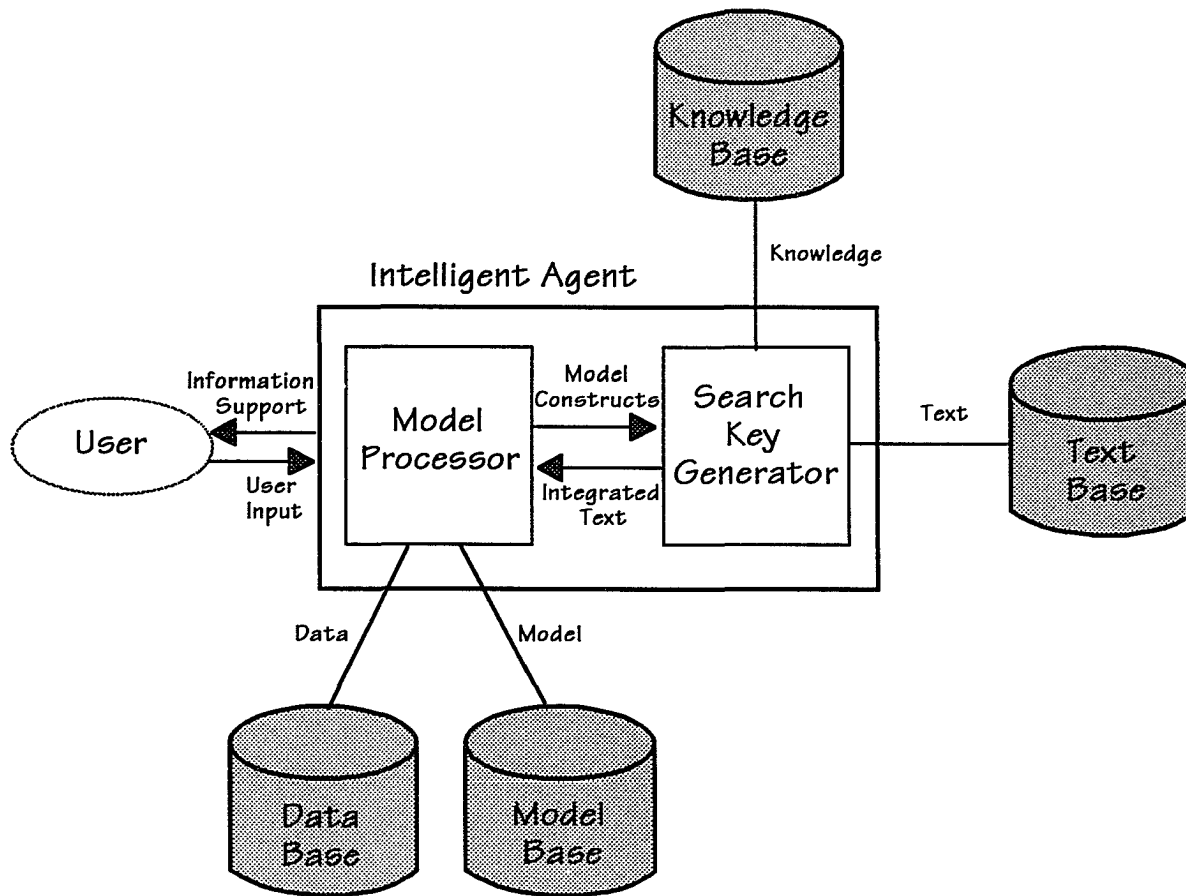 Knowledge
Base
Knowledge
Intelligent Agent
Information
Support
User
User
Input
Model
Processor
Model
Constructs
Integrated
Text
Search
Key
Generator
Text
Text
Base
Data
Model
Data
Base
Model
Base